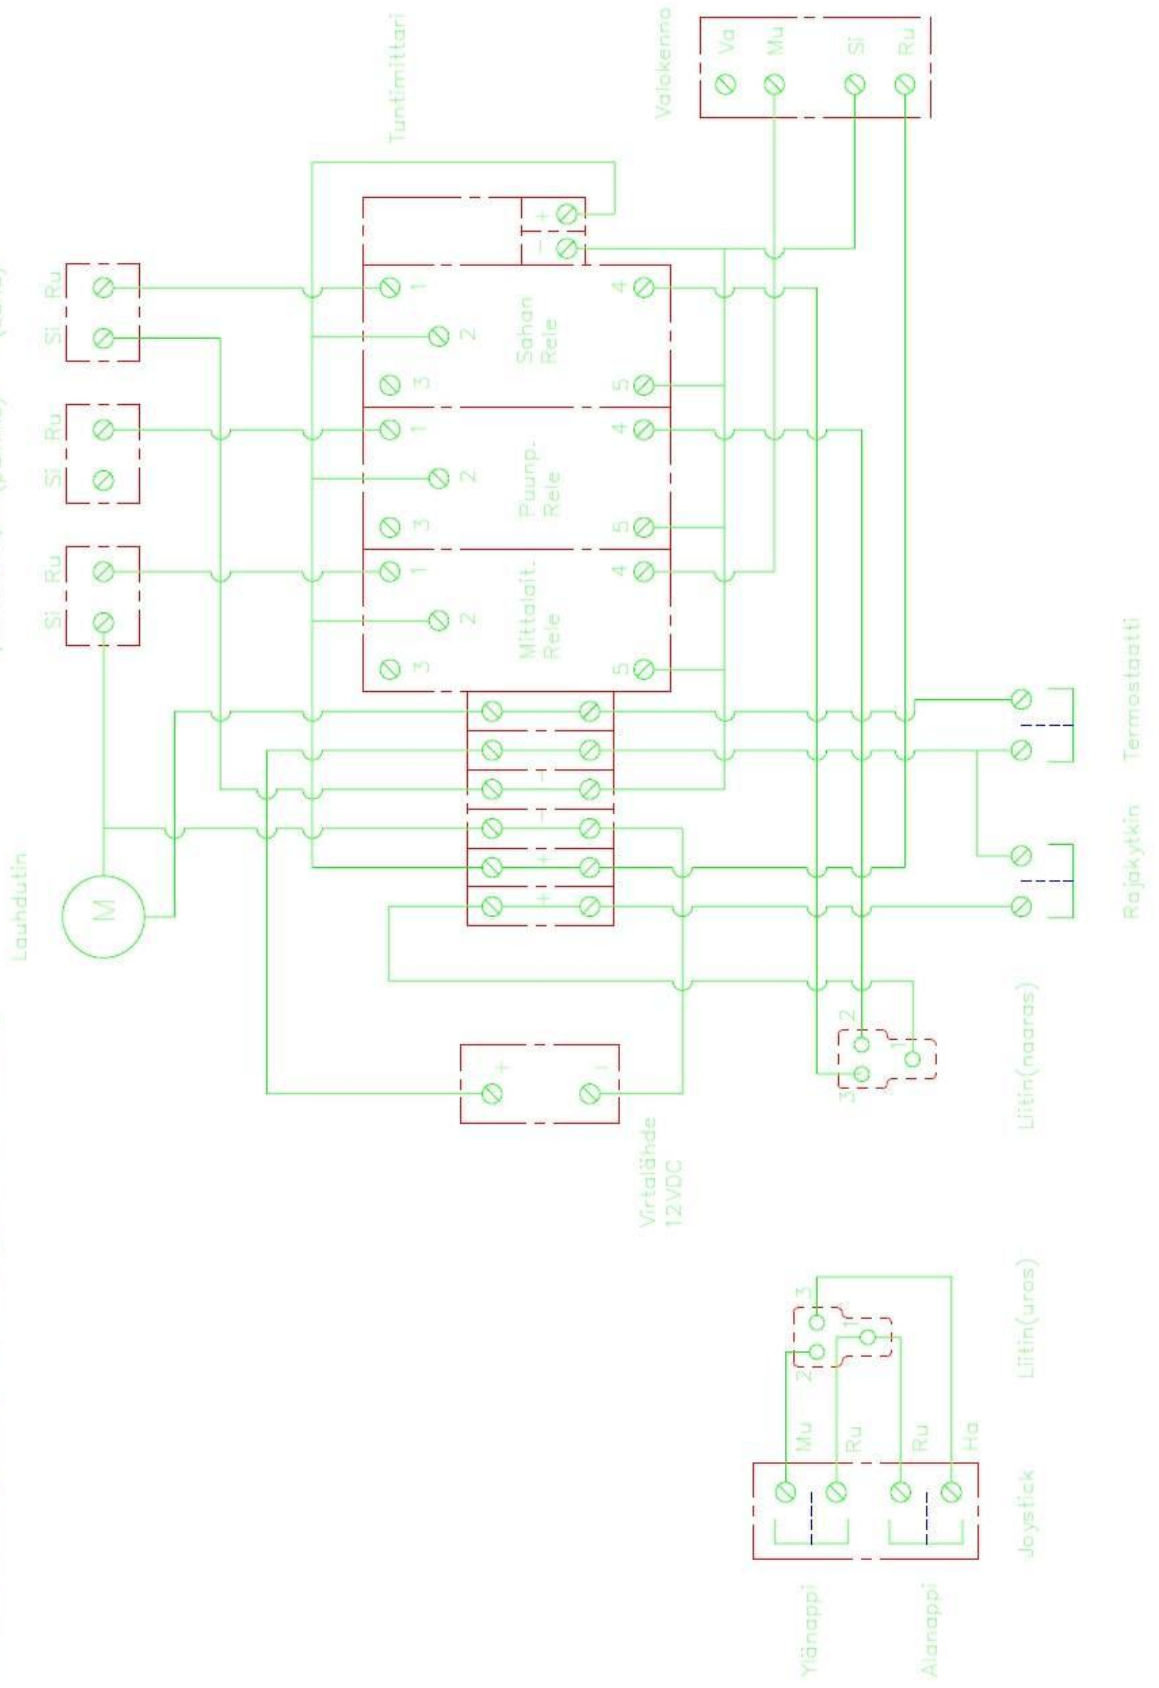 Lauhdutin
Si Ru
Si Ru
Si Ru
M
Tuntimittari
Valokenno
Va
Mu
Si
Ru
+
-
1
2
3
4
5
Sahan
Rele
1
2
3
4
5
Puunp.
Rele
1
2
3
4
5
Mittalait.
Rele
-
-
+
+
+
-
Virtalähde
12VDC
Rajakytkin
Termostaatti
2
3
1
Liitin(naaras)
3
2
1
Liitin(uros)
Mu
Ru
Ru
Ha
Joystick
Ylänappi
Alanappi